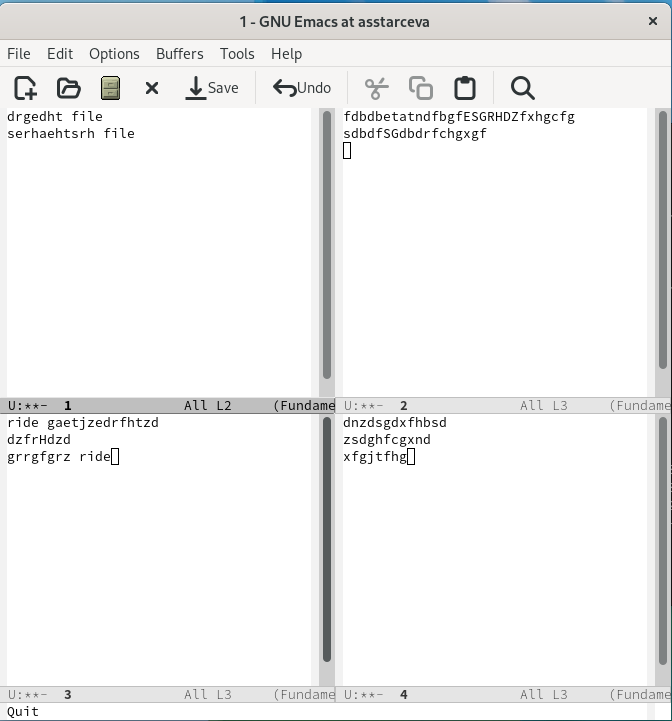 1 - GNU Emacs at asstarceva
File Edit Options Buffers Tools Help
Save Undo
drgedht file
serhaehtsrh file
fdbdbetatndfbgfESGRHDZfxhgcfg
sdbdfSGdbdrfchgxgf
U:**- 1 All L2 (Fundame
U:**- 2 All L3 (Fundame
ride gaetjzedrfhtzd
dzfrHdzd
grrgfgrz ride
dnzdsgdxfhbsd
zsdghfcgxnd
xfgjtfhg
U:**- 3 All L3 (Fundame
U:**- 4 All L3 (Fundame
Quit